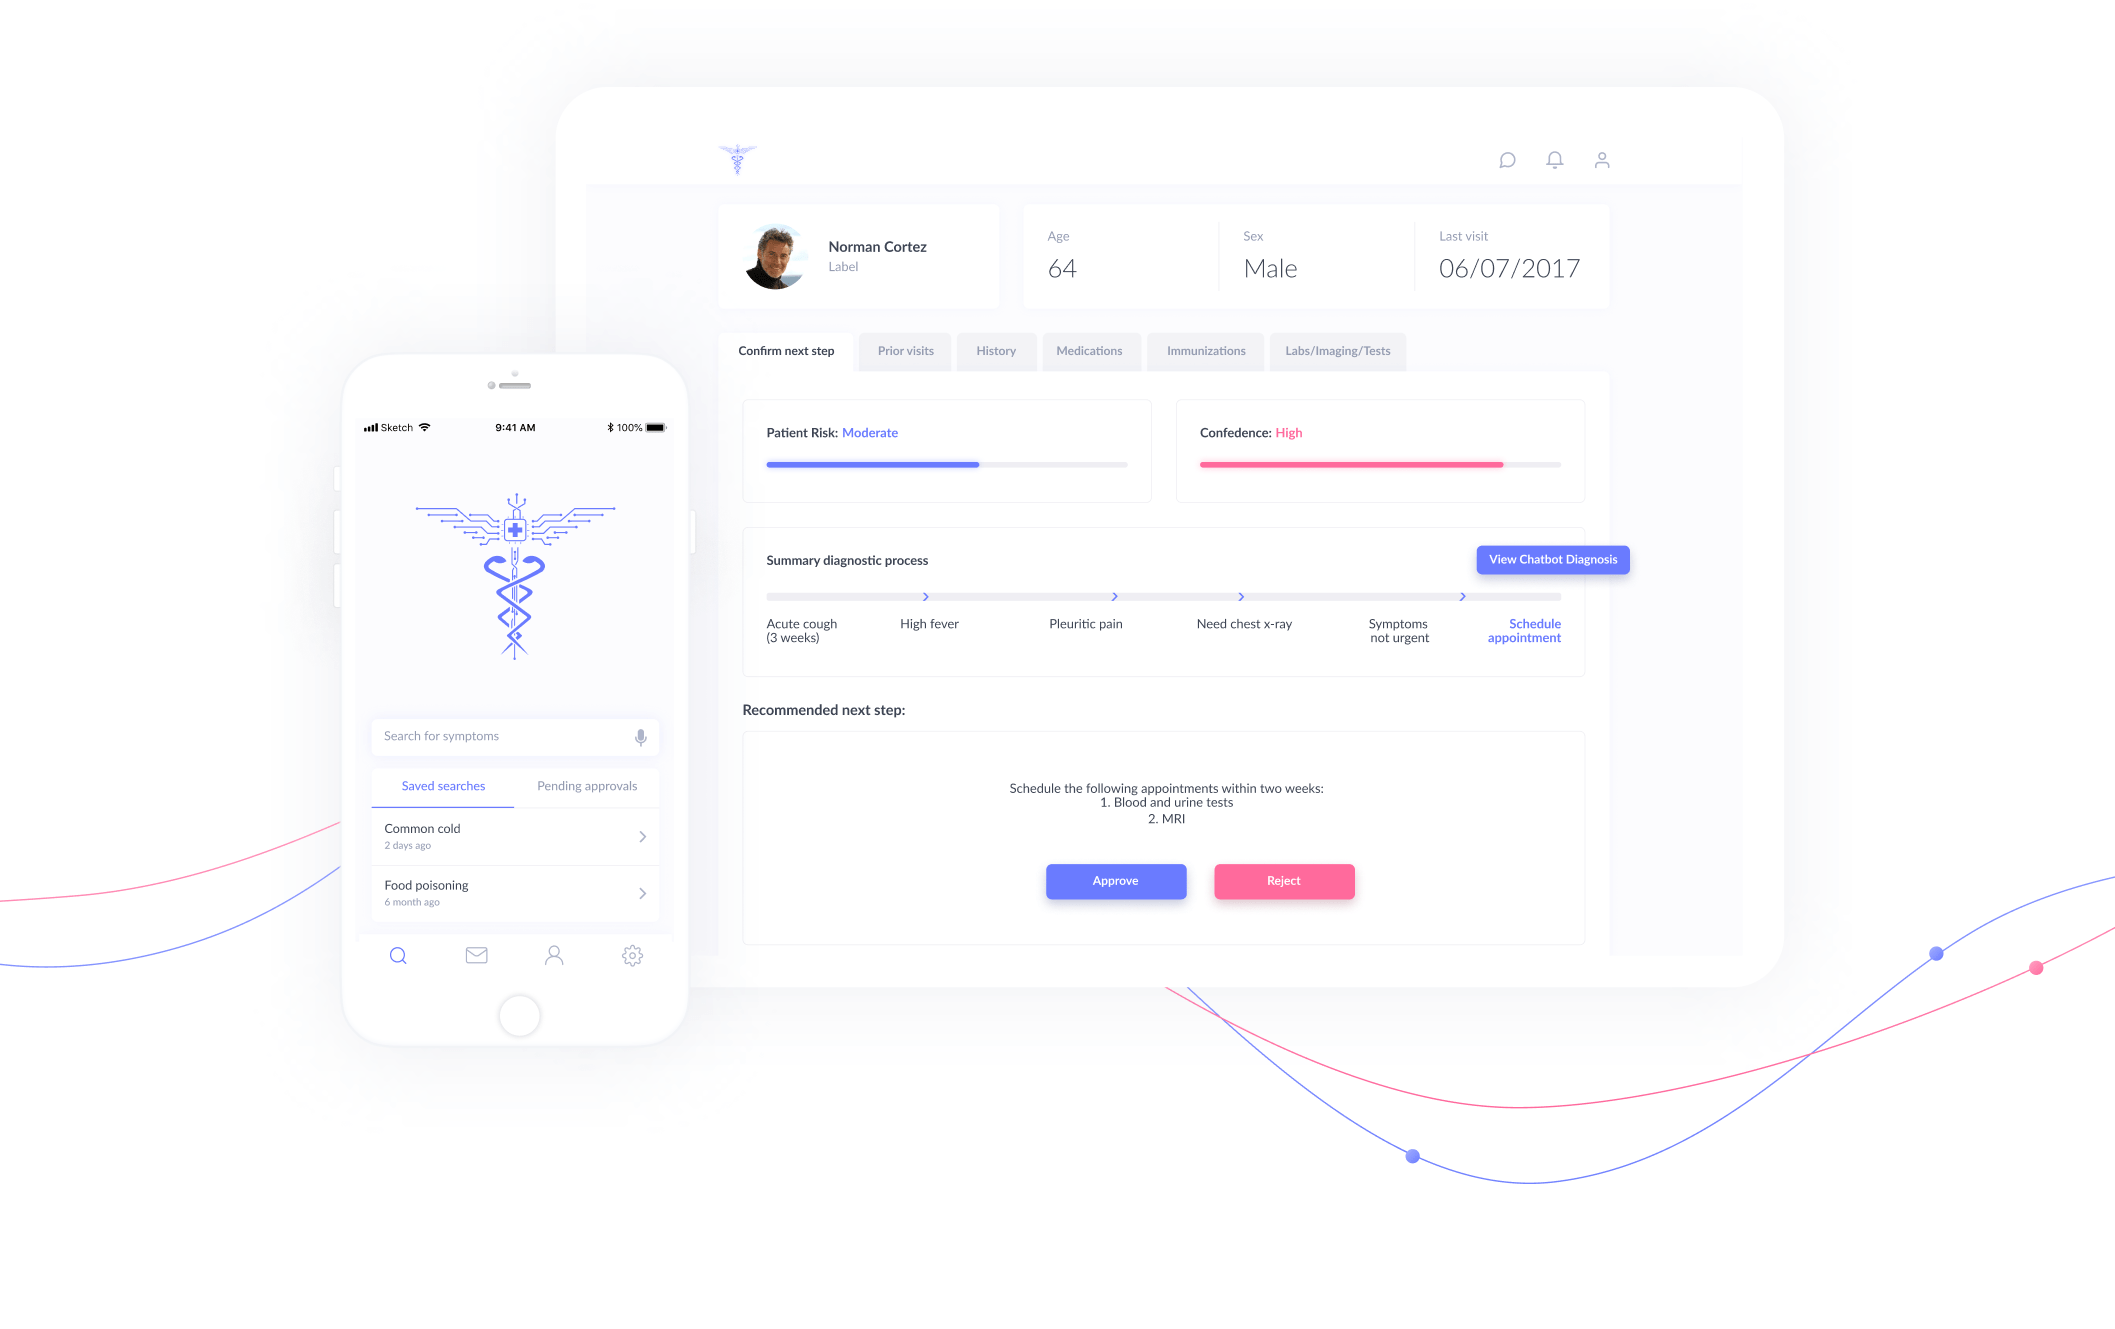 Norman Cortez
Label
Age
64
Sex
Male
Last visit
06/07/2017
Confirm next step
Prior visits
History
Medications
Immunizations
Labs/Imaging/Tests
Patient Risk: Moderate
Confedence: High
Summary diagnostic process
View Chatbot Diagnosis
Acute cough
(3 weeks)
High fever
Pleuritic pain
Need chest x-ray
Symptoms
not urgent
Schedule
appointment
Recommended next step:
Schedule the following appointments within two weeks:
1. Blood and urine tests
2. MRI
Approve
Reject
Sketch
9:41 AM
100%
Search for symptoms
Saved searches
Pending approvals
Common cold
2 days ago
Food poisoning
6 month ago